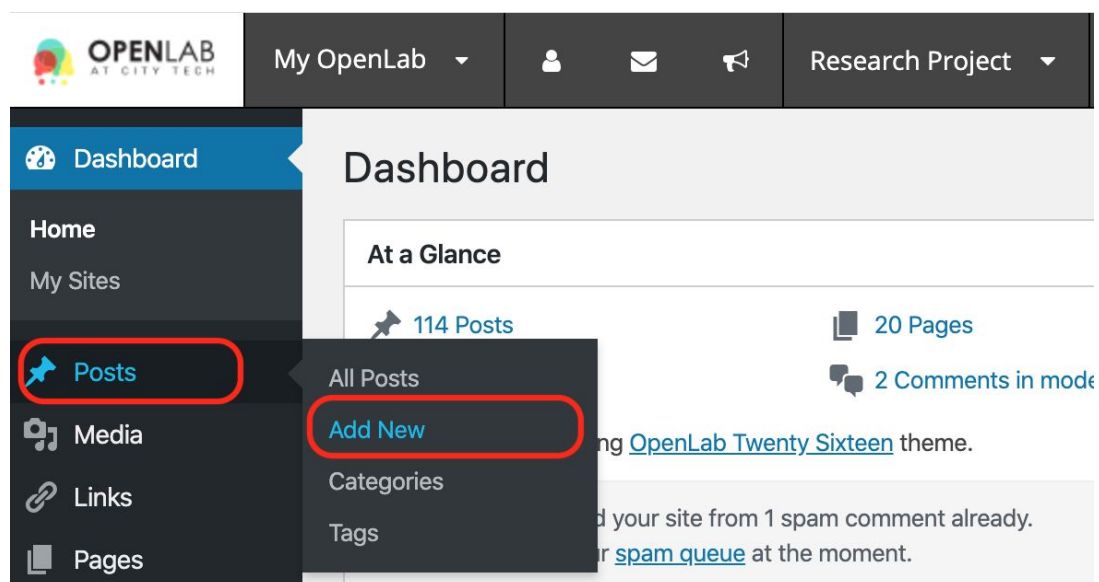 OPENLAB
AT CITY TECH
My OpenLab
Research Project
Dashboard
Home
My Sites
Posts
Media
Links
Pages
All Posts
Add New
Categories
Tags
Dashboard
At a Glance
114 Posts
20 Pages
2 Comments in mode
ng OpenLab Twenty Sixteen theme.
d your site from 1 spam comment already.
r spam queue at the moment.